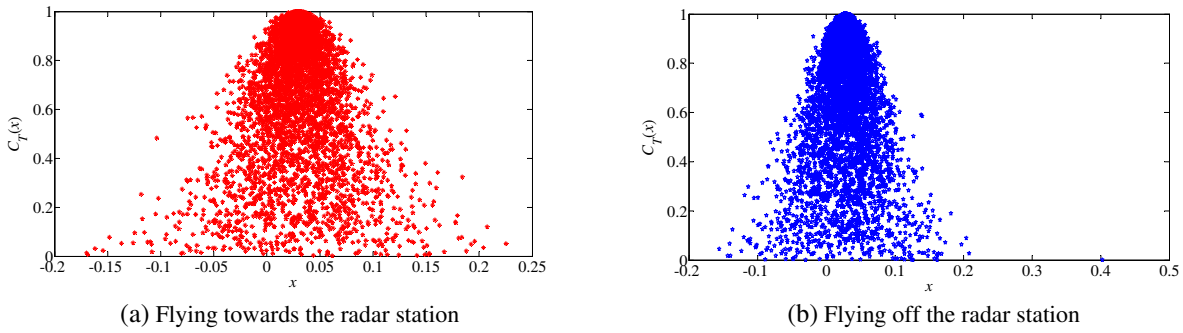 1
0.8
0.6
0.4
0.2
0
C_T(x)
-0.2 -0.15 -0.1 -0.05 0 0.05 0.1 0.15 0.2 0.25
x
(a) Flying towards the radar station
1
0.8
0.6
0.4
0.2
0
C_T(x)
-0.2 -0.1 0 0.1 0.2 0.3 0.4 0.5
x
(b) Flying off the radar station